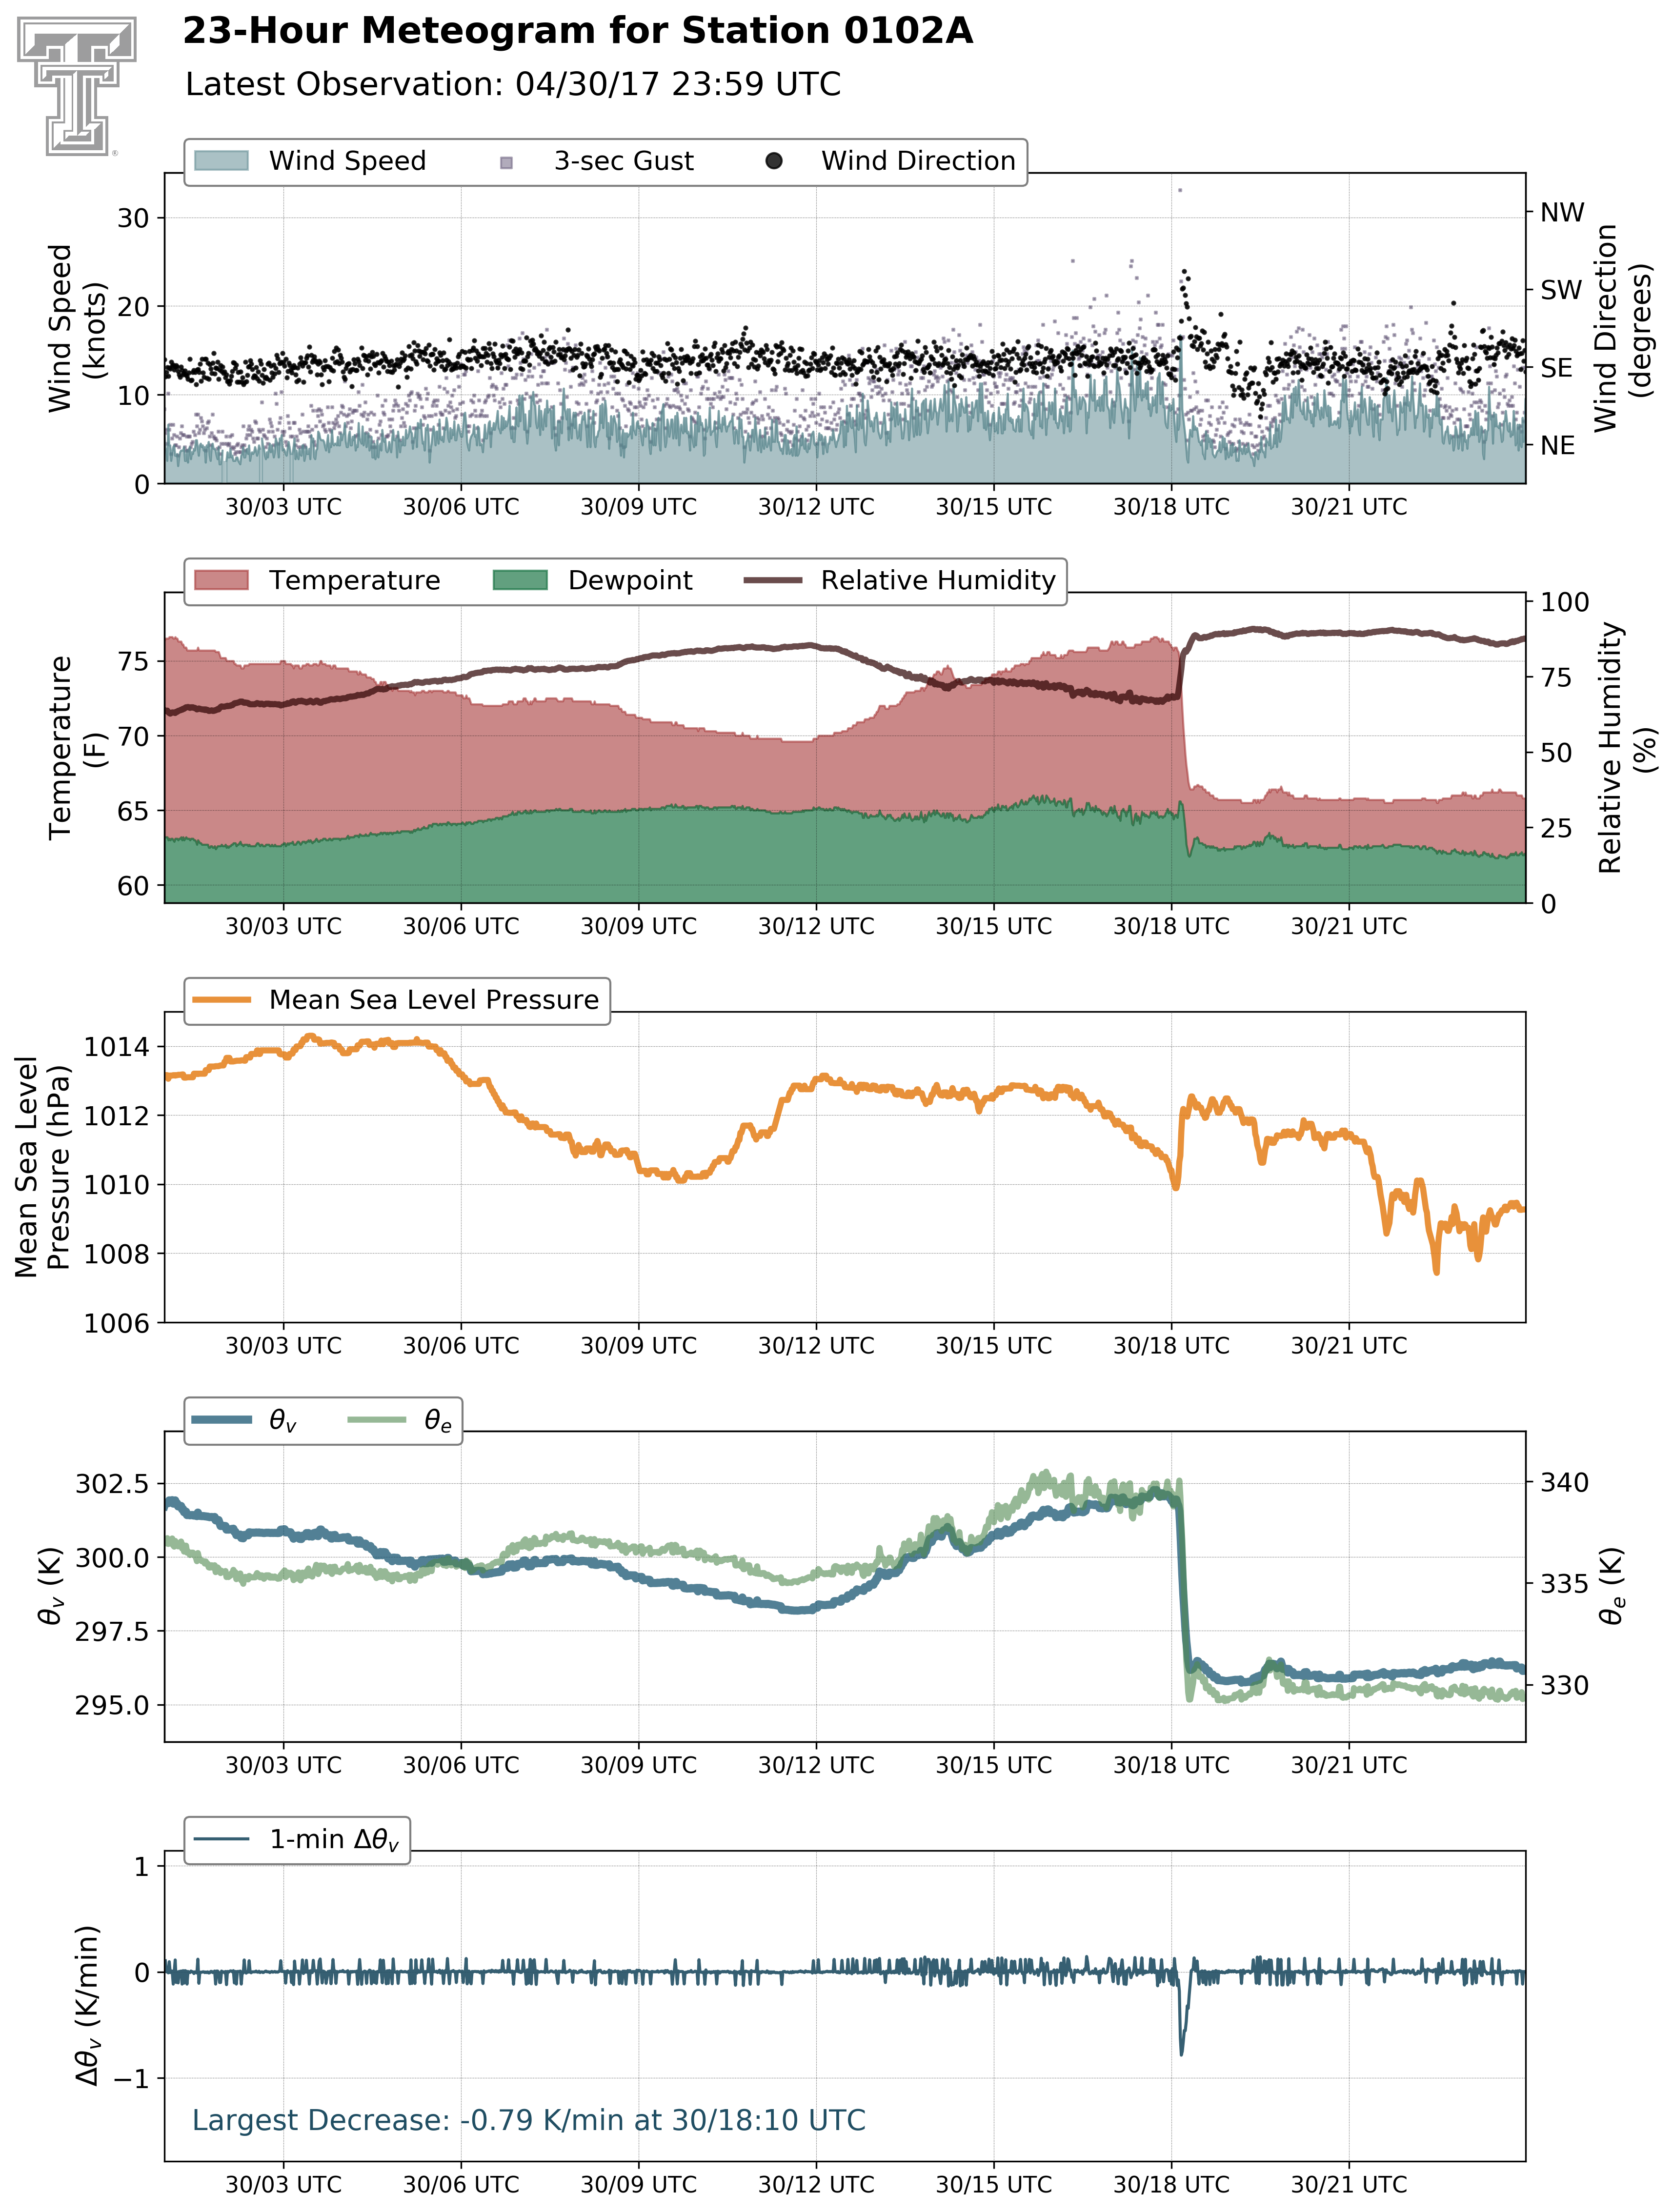 23-Hour Meteogram for Station 0102A
Latest Observation: 04/30/17 23:59 UTC
Wind Speed 3-sec Gust Wind Direction
Wind Speed
(knots)
30
20
10
0
NW
SW
SE
NE
Wind Direction
(degrees)
30/03 UTC 30/06 UTC 30/09 UTC 30/12 UTC 30/15 UTC 30/18 UTC 30/21 UTC
Temperature Dewpoint Relative Humidity
Temperature
(F)
75
70
65
60
100
75
50
25
0
Relative Humidity
(%)
30/03 UTC 30/06 UTC 30/09 UTC 30/12 UTC 30/15 UTC 30/18 UTC 30/21 UTC
Mean Sea Level Pressure
Mean Sea Level
Pressure (hPa)
1014
1012
1010
1008
1006
30/03 UTC 30/06 UTC 30/09 UTC 30/12 UTC 30/15 UTC 30/18 UTC 30/21 UTC
θv θe
θv (K)
302.5
300.0
297.5
295.0
340
335
330
θe (K)
30/03 UTC 30/06 UTC 30/09 UTC 30/12 UTC 30/15 UTC 30/18 UTC 30/21 UTC
1-min Δθv
Δθv (K/min)
1
0
−1
Largest Decrease: -0.79 K/min at 30/18:10 UTC
30/03 UTC 30/06 UTC 30/09 UTC 30/12 UTC 30/15 UTC 30/18 UTC 30/21 UTC